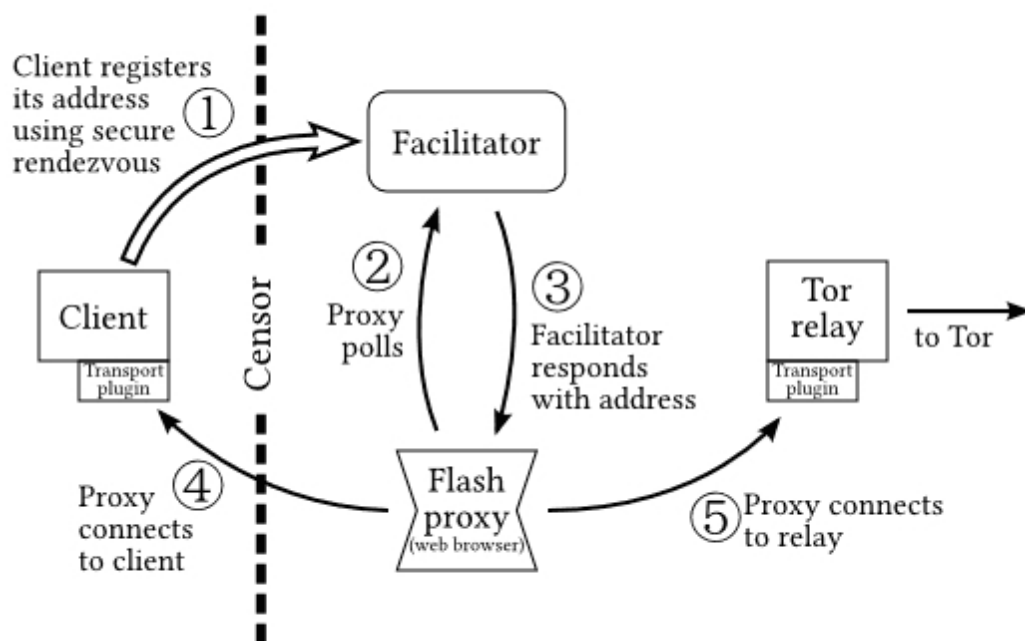 Client registers
its address
using secure
rendezvous
①
Facilitator
②
Proxy
polls
③
Facilitator
responds
with address
Client
Transport
plugin
Censor
Tor
relay
Transport
plugin
to Tor
④
Proxy
connects
to client
Flash
proxy
(web browser)
⑤
Proxy connects
to relay